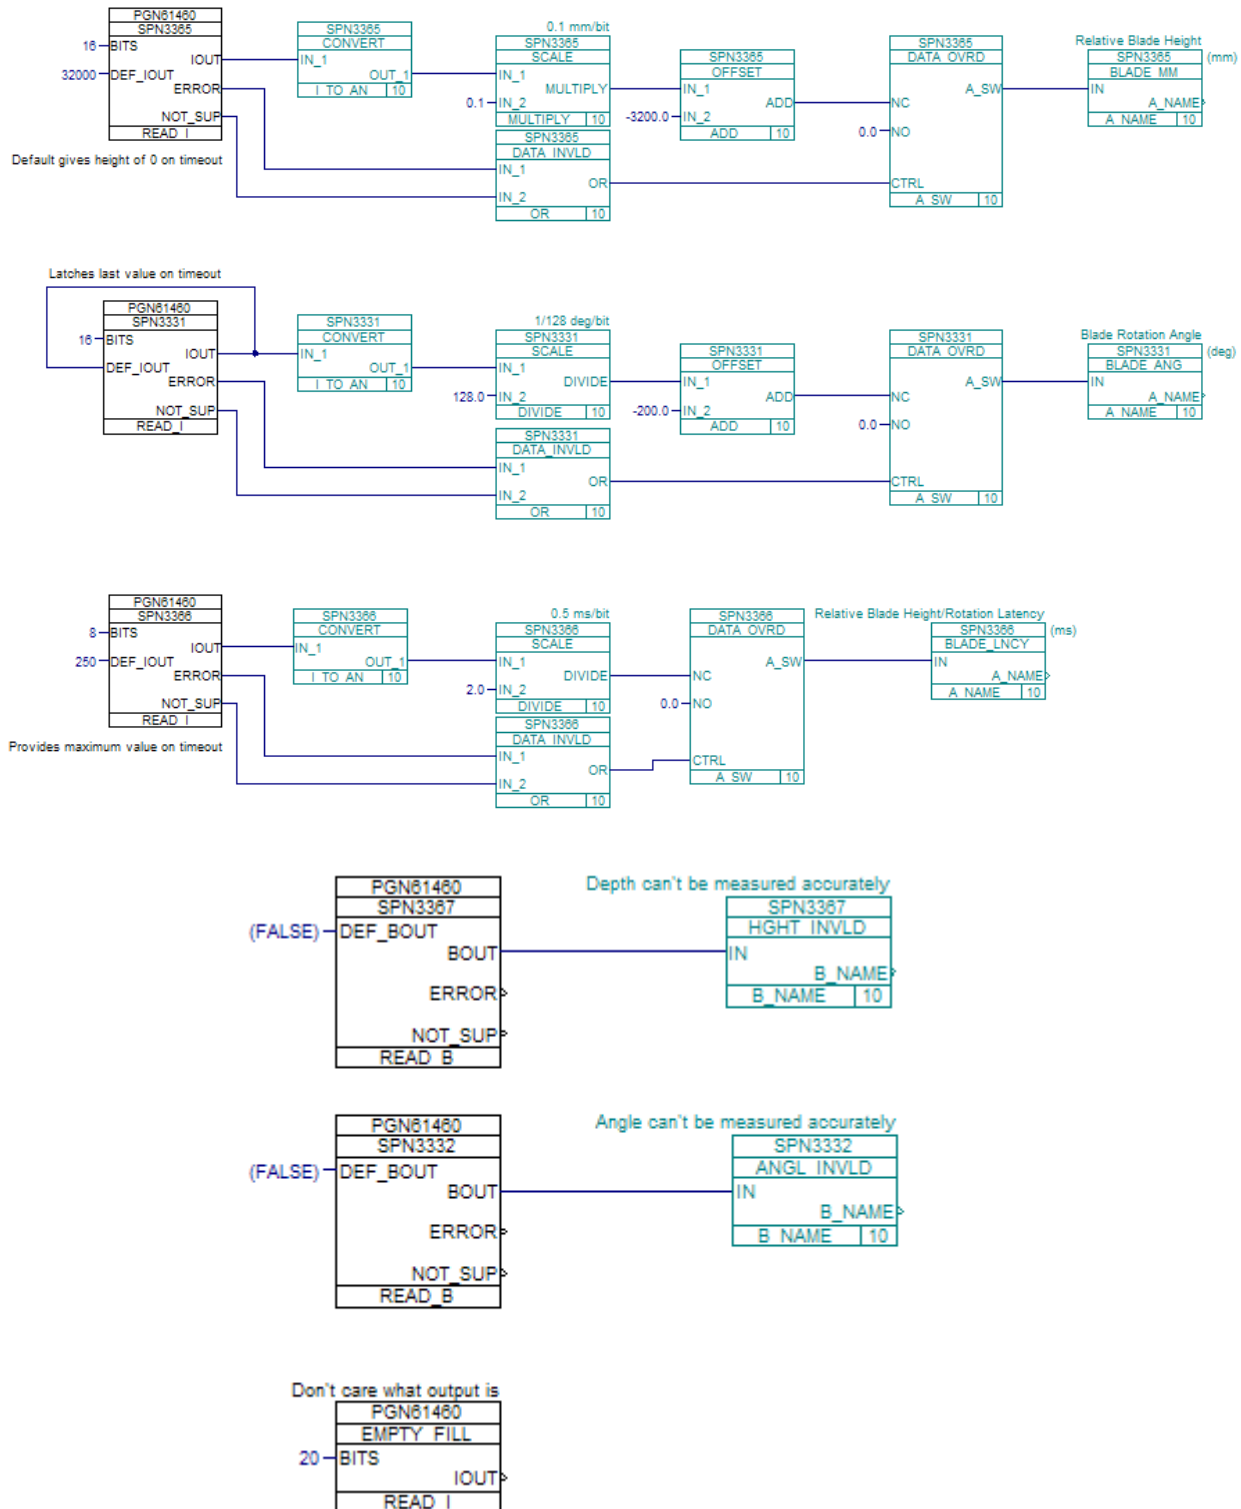 PGN61460
SPN3365
16
BITS
IOUT
32000
DEF_IOUT
ERROR
NOT_SUP
READ_I
Default gives height of 0 on timeout
SPN3365
CONVERT
IN_1
OUT_1
I_TO_AN 10
0.1 mm/bit
SPN3365
SCALE
IN_1
MULTIPLY
0.1
IN_2
MULTIPLY 10
SPN3365
DATA_INVLD
IN_1
OR
IN_2
OR 10
SPN3365
OFFSET
IN_1
ADD
-3200.0
IN_2
ADD 10
SPN3365
DATA_OVRD
A_SW
NC
0.0
NO
CTRL
A_SW 10
Relative Blade Height
SPN3365
(mm)
BLADE_MM
IN
A_NAME
A_NAME 10
Latches last value on timeout
PGN61460
SPN3331
16
BITS
IOUT
DEF_IOUT
ERROR
NOT_SUP
READ_I
SPN3331
CONVERT
IN_1
OUT_1
I_TO_AN 10
1/128 deg/bit
SPN3331
SCALE
IN_1
DIVIDE
128.0
IN_2
DIVIDE 10
SPN3331
DATA_INVLD
IN_1
OR
IN_2
OR 10
SPN3331
OFFSET
IN_1
ADD
-200.0
IN_2
ADD 10
SPN3331
DATA_OVRD
A_SW
NC
0.0
NO
CTRL
A_SW 10
Blade Rotation Angle
SPN3331
(deg)
BLADE_ANG
IN
A_NAME
A_NAME 10
PGN61460
SPN3366
8
BITS
IOUT
250
DEF_IOUT
ERROR
NOT_SUP
READ_I
Provides maximum value on timeout
SPN3366
CONVERT
IN_1
OUT_1
I_TO_AN 10
0.5 ms/bit
SPN3366
SCALE
IN_1
DIVIDE
2.0
IN_2
DIVIDE 10
SPN3366
DATA_INVLD
IN_1
OR
IN_2
OR 10
SPN3366
DATA_OVRD
A_SW
NC
0.0
NO
CTRL
A_SW 10
Relative Blade Height/Rotation Latency
SPN3366
(ms)
BLADE_LNCY
IN
A_NAME
A_NAME 10
PGN61460
SPN3367
(FALSE)
DEF_BOUT
BOUT
ERROR
NOT_SUP
READ_B
Depth can't be measured accurately
SPN3367
HGHT_INVLD
IN
B_NAME
B_NAME 10
PGN61460
SPN3332
(FALSE)
DEF_BOUT
BOUT
ERROR
NOT_SUP
READ_B
Angle can't be measured accurately
SPN3332
ANGL_INVLD
IN
B_NAME
B_NAME 10
Don't care what output is
PGN61460
EMPTY_FILL
20
BITS
IOUT
READ_I